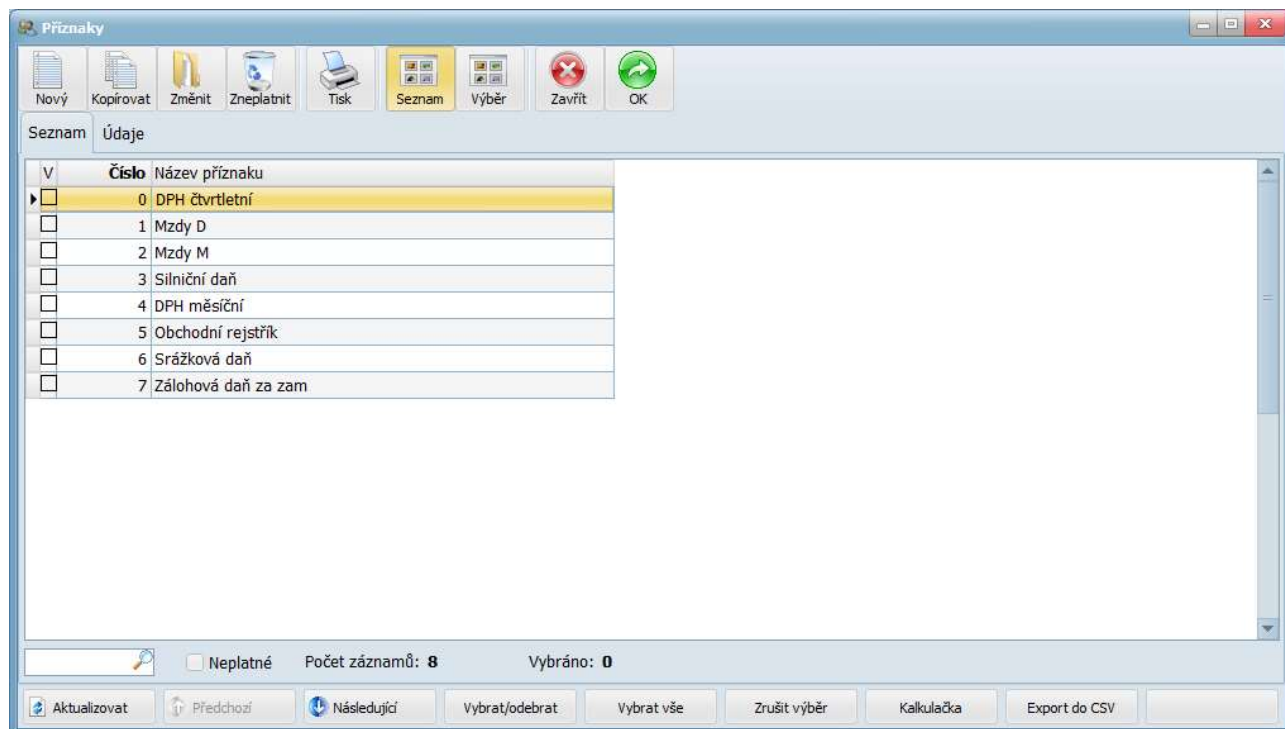 Příznaky
Nový Kopírovat Změnit Zneplatnit Tisk Seznam Výběr Zavřít OK
Seznam Údaje
V Číslo Název příznaku
0 DPH čtvrtletní
1 Mzdy D
2 Mzdy M
3 Silniční daň
4 DPH měsíční
5 Obchodní rejstřík
6 Srážková daň
7 Zálohová daň za zam
Neplatné Počet záznamů: 8 Vybráno: 0
Aktualizovat Předchozí Následující Vybrat/odebrat Vybrat vše Zrušit výběr Kalkulačka Export do CSV